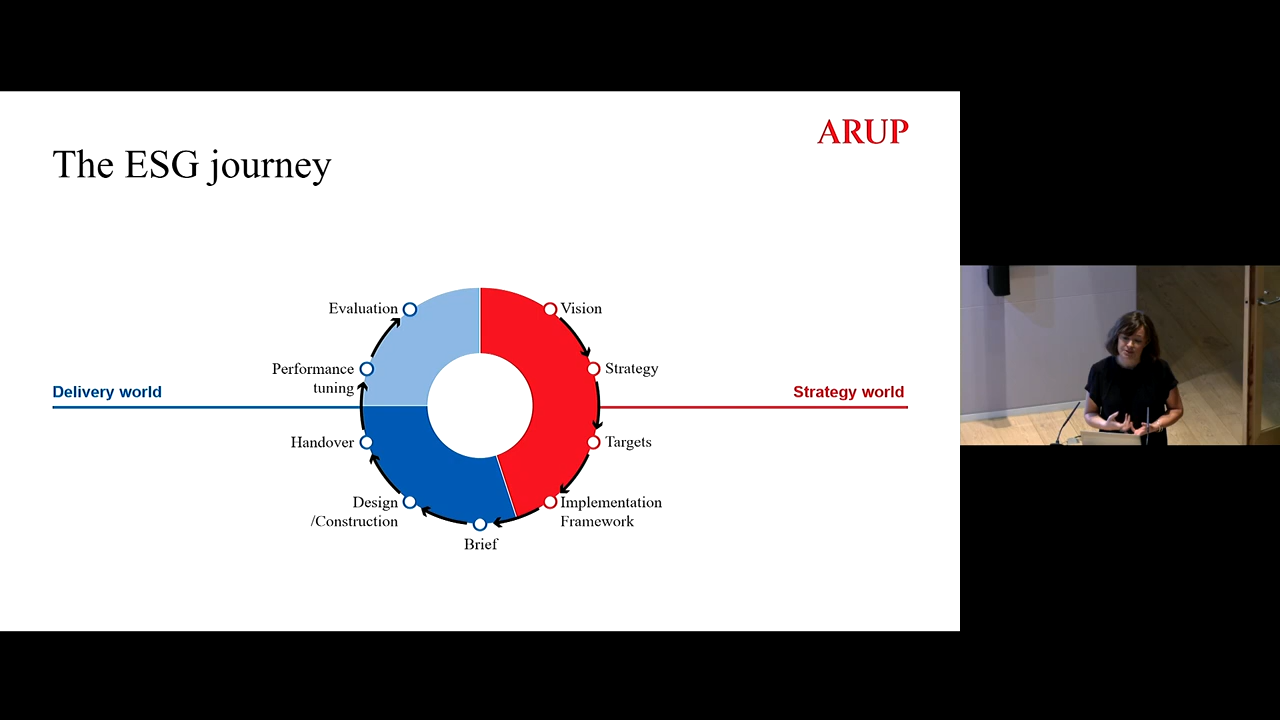 ARUP
The ESG journey
Evaluation
Vision
Performance
tuning
Strategy
Delivery world
Strategy world
Handover
Targets
Design
/Construction
Implementation
Framework
Brief